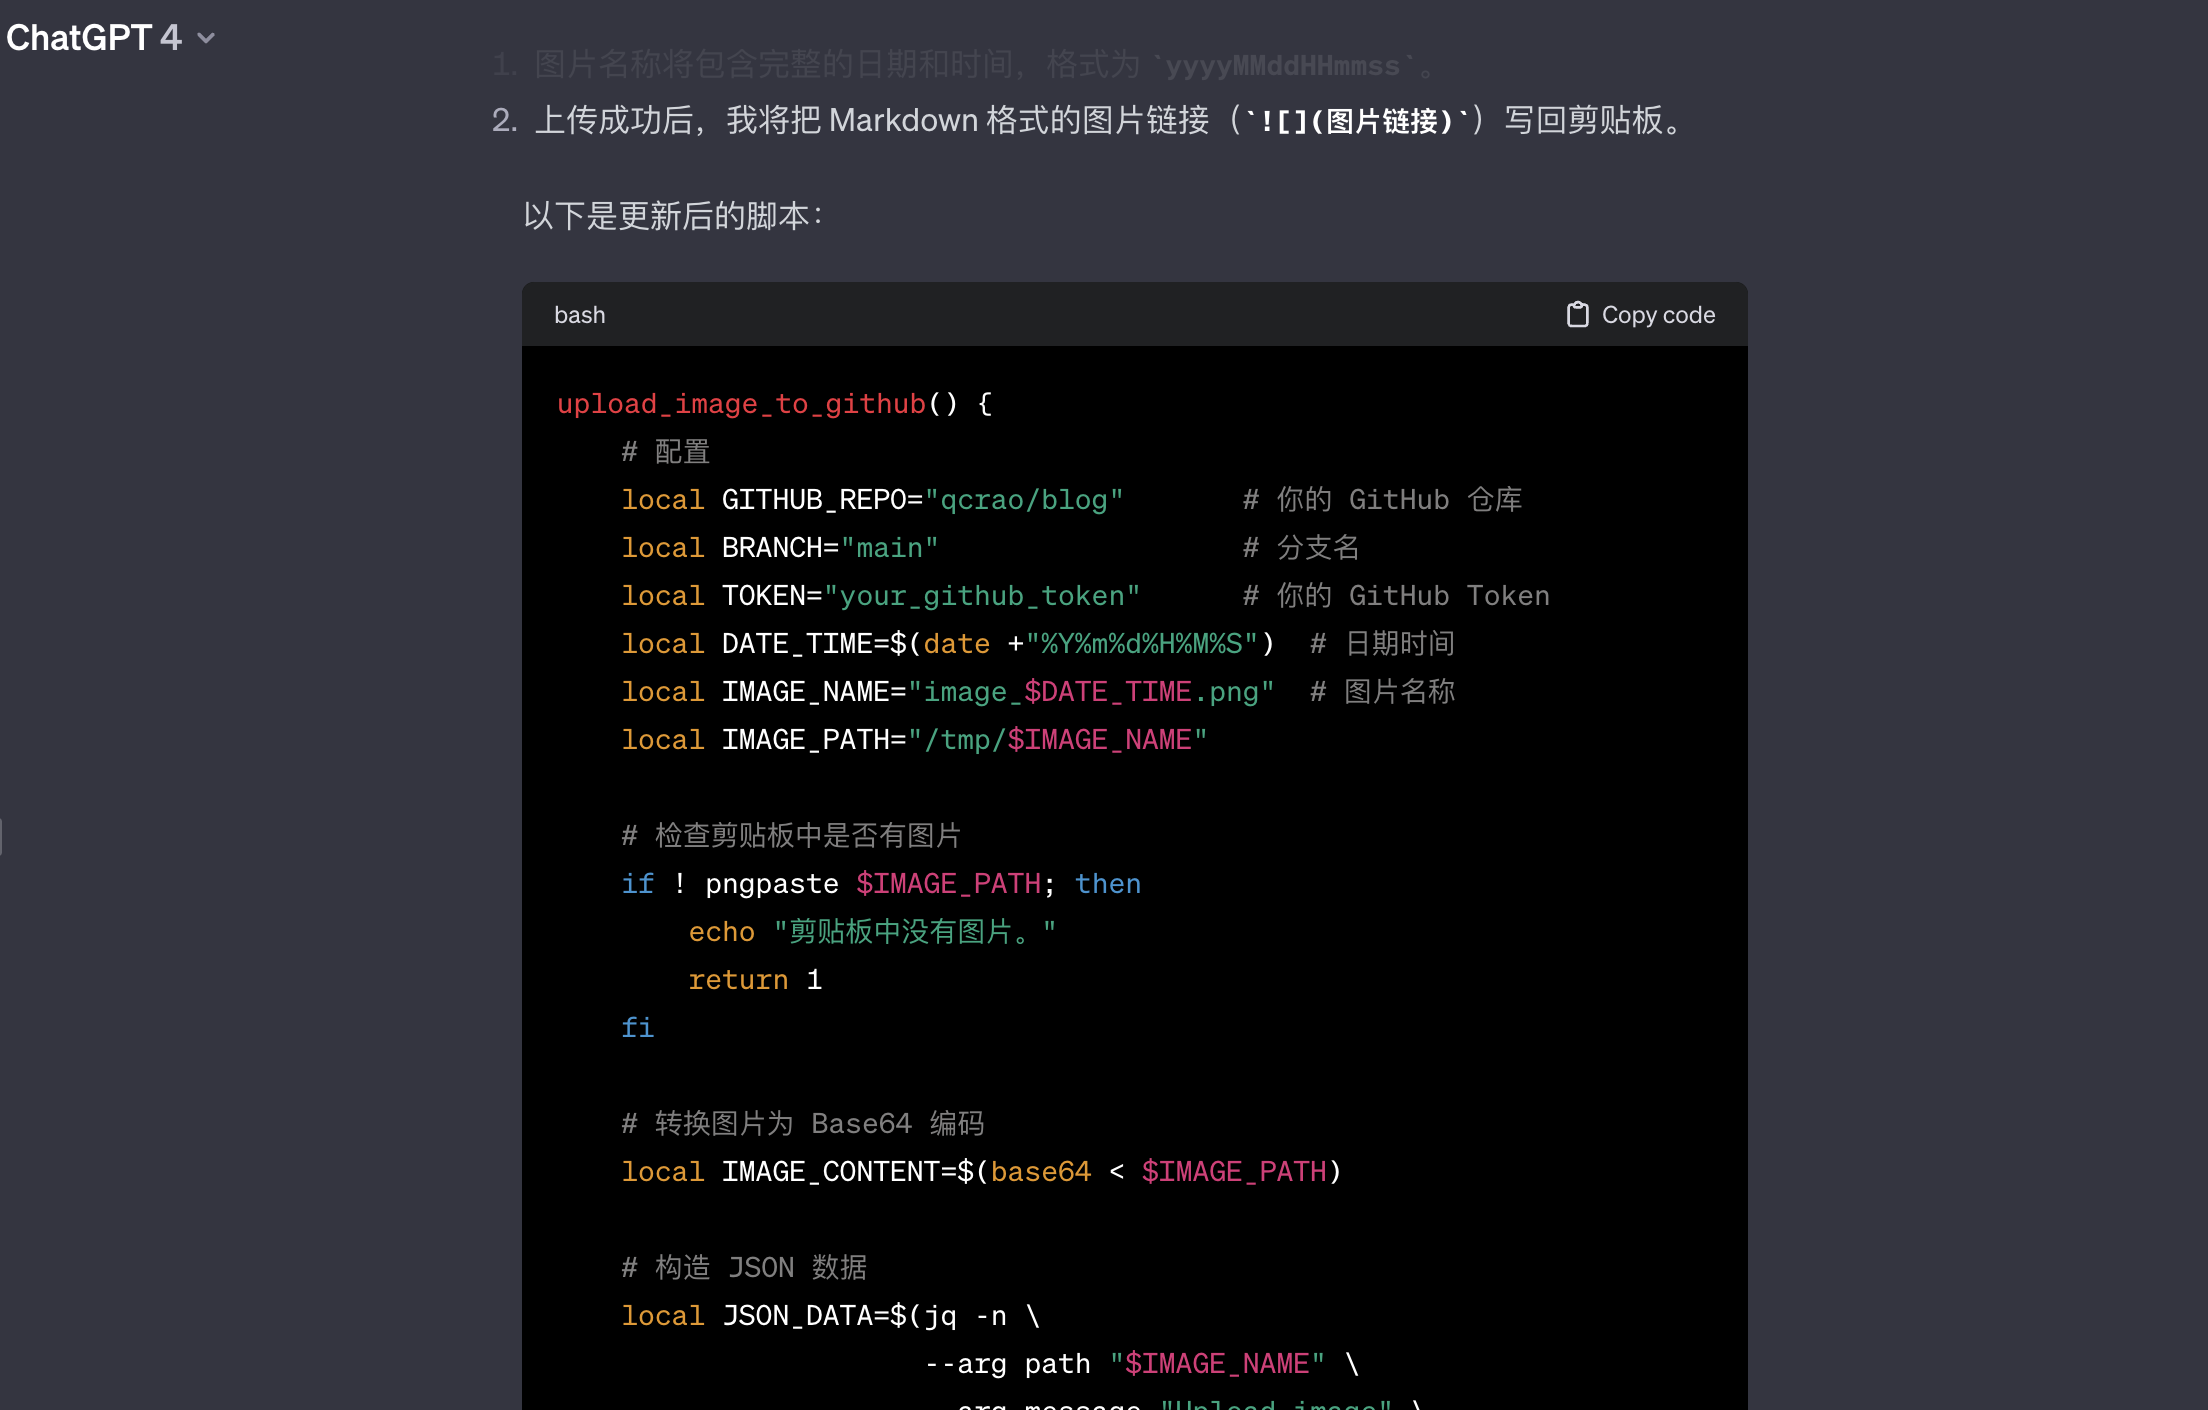 ChatGPT 4
1. 图片名称将包含完整的日期和时间，格式为 `yyyyMMddHHmmss`。
2. 上传成功后，我将把 Markdown 格式的图片链接（`![](图片链接)`）写回剪贴板。
以下是更新后的脚本：
bash
Copy code
upload_image_to_github() {
    # 配置
    local GITHUB_REPO="qcrao/blog"       # 你的 GitHub 仓库
    local BRANCH="main"                  # 分支名
    local TOKEN="your_github_token"      # 你的 GitHub Token
    local DATE_TIME=$(date +"%Y%m%d%H%M%S")  # 日期时间
    local IMAGE_NAME="image_$DATE_TIME.png"  # 图片名称
    local IMAGE_PATH="/tmp/$IMAGE_NAME"
    # 检查剪贴板中是否有图片
    if ! pngpaste $IMAGE_PATH; then
        echo "剪贴板中没有图片。"
        return 1
    fi
    # 转换图片为 Base64 编码
    local IMAGE_CONTENT=$(base64 < $IMAGE_PATH)
    # 构造 JSON 数据
    local JSON_DATA=$(jq -n \
                      --arg path "$IMAGE_NAME" \
                      --arg message "Upload image" \